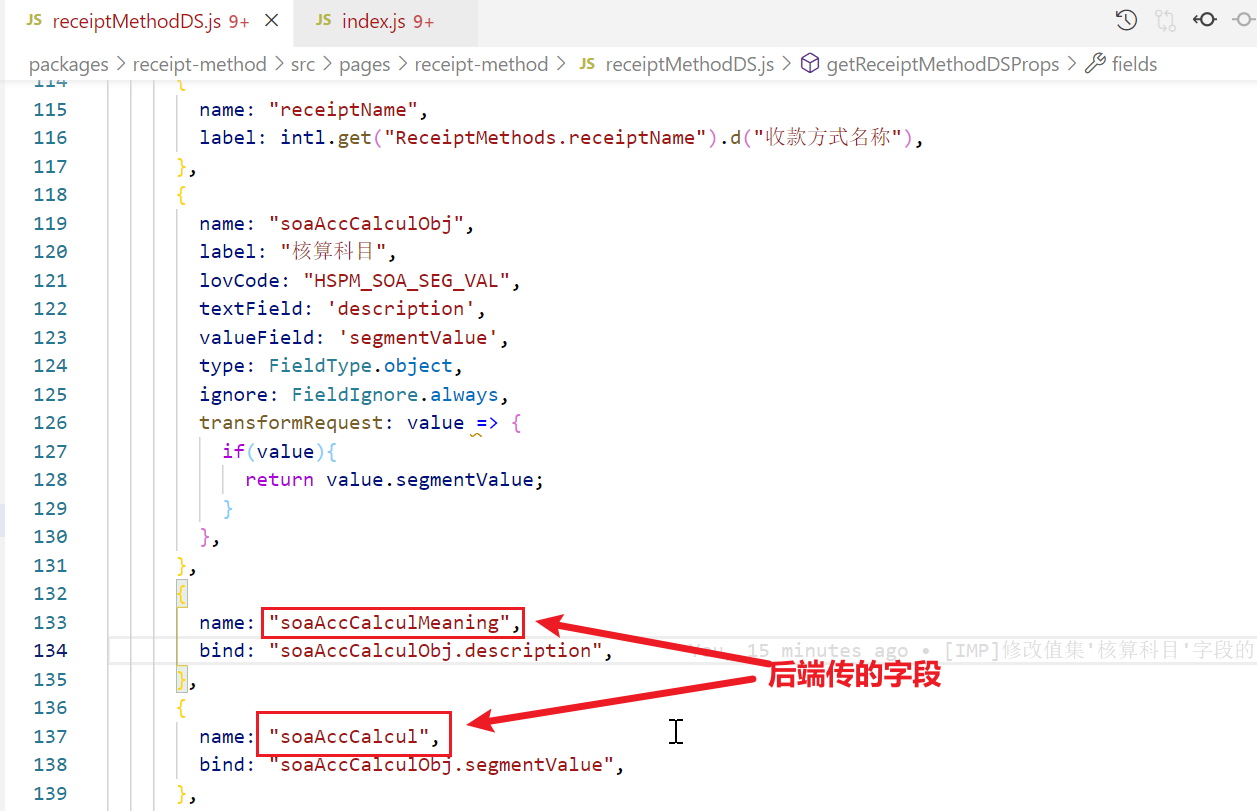 JS receiptMethodDS.js 9+ × JS index.js 9+
packages > receipt-method > src > pages > receipt-method > JS receiptMethodDS.js > getReceiptMethodDSProps > fields
114 {
115 name: "receiptName",
116 label: intl.get("ReceiptMethods.receiptName").d("收款方式名称"),
117 },
118 {
119 name: "soaAccCalculObj",
120 label: "核算科目",
121 lovCode: "HSPM_SOA_SEG_VAL",
122 textField: 'description',
123 valueField: 'segmentValue',
124 type: FieldType.object,
125 ignore: FieldIgnore.always,
126 transformRequest: value => {
127 if(value){
128 return value.segmentValue;
129 }
130 },
131 },
132 {
133 name: "soaAccCalculMeaning",
134 bind: "soaAccCalculObj.description", You, 15 minutes ago • [IMP]修改值集'核算科目'字段的
后端传的字段
135 },
136 {
137 name: "soaAccCalcul",
138 bind: "soaAccCalculObj.segmentValue",
139 },